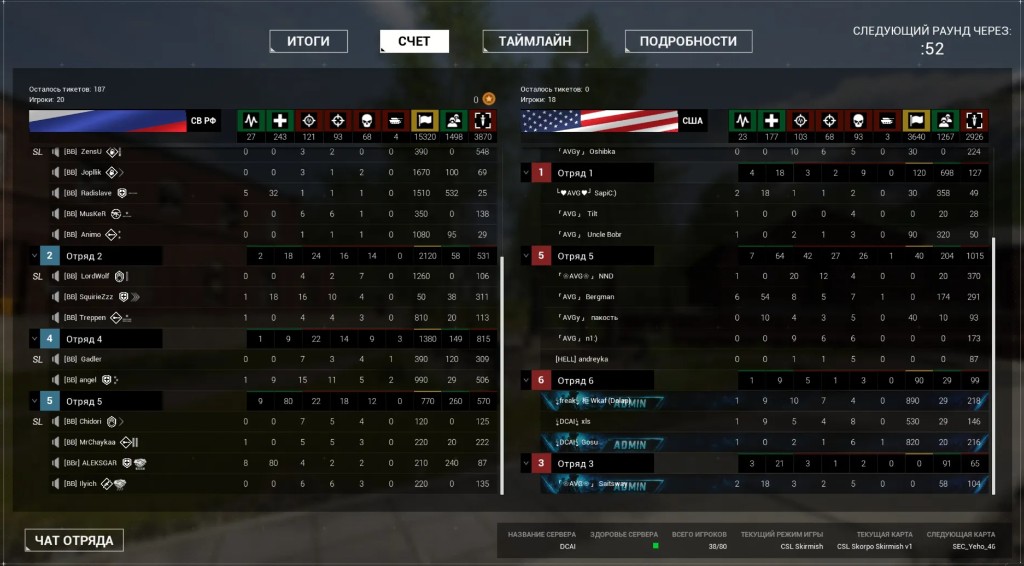 ИТОГИ СЧЕТ ТАЙМЛАЙН ПОДРОБНОСТИ
СЛЕДУЮЩИЙ РАУНД ЧЕРЕЗ:
:52
Осталось тикетов: 187
Игроки: 20
0
СВ РФ
27 243 121 93 68 4 15320 1498 3870
SL [BB] ZensU 0 0 3 2 0 0 390 0 548
[BB] Jopllik 0 0 3 1 2 0 1670 100 69
[BB] Radislave 5 32 1 1 1 0 1510 532 25
[BB] MusKeR 0 0 6 6 1 0 350 0 138
[BB] Animo 0 0 1 1 1 0 1080 95 29
2 Отряд 2 2 18 24 16 14 0 2120 58 531
SL [BB] LordWolf 0 0 4 2 7 0 1260 0 106
[BB] SquirieZzz 1 18 16 10 4 0 50 38 311
[BB] Treppen 1 0 4 4 3 0 810 20 113
4 Отряд 4 1 9 22 14 9 3 1380 149 815
SL [BB] Gadler 0 0 7 3 4 1 390 120 309
[BB] angel 1 9 15 11 5 2 990 29 506
5 Отряд 5 9 80 22 18 12 0 770 260 570
SL [BB] Chidori 0 0 7 5 4 0 120 0 125
[BB] MrChaykaa 1 0 5 5 3 0 220 20 222
[BBr] ALEKSGAR 8 80 4 2 2 0 210 240 87
[BB] Ilyich 0 0 6 6 3 0 220 0 135
Осталось тикетов: 0
Игроки: 18
США
23 177 103 68 93 3 3640 1267 2926
「AVGy」 Oshibka 0 0 10 6 5 0 30 0 224
1 Отряд 1 4 18 3 2 9 0 120 698 127
└♥AVG♥┘ SapiC:) 2 18 1 1 2 0 30 358 49
「AVG」 Tilt 1 0 0 0 4 0 0 20 28
「AVG」 Uncle Bobr 1 0 2 1 3 0 90 320 50
5 Отряд 5 7 64 42 27 26 1 40 204 1015
「※AVG※」 NND 1 0 20 12 4 0 0 20 370
「AVG」 Bergman 6 54 8 5 7 1 0 174 291
「AVGy」 пакость 0 10 4 3 5 0 40 10 93
「AVG」 n1:) 0 0 9 6 6 0 0 0 173
[HELL] andreyka 0 0 1 1 4 0 0 0 87
6 Отряд 6 1 9 5 1 3 0 90 29 99
ADMIN 1 9 10 7 4 0 890 29 218
¡DCAI¡ xls 1 9 5 4 8 0 530 29 146
¡DCAI¡ Gosu ADMIN 1 0 2 1 6 1 820 20 216
3 Отряд 3 3 21 3 1 2 0 0 91 65
「※AVG※」 Saitsway ADMIN 2 18 3 2 5 0 0 58 104
ЧАТ ОТРЯДА
НАЗВАНИЕ СЕРВЕРА ЗДОРОВЬЕ СЕРВЕРА ВСЕГО ИГРОКОВ ТЕКУЩИЙ РЕЖИМ ИГРЫ ТЕКУЩАЯ КАРТА СЛЕДУЮЩАЯ КАРТА
DCAI 38/80 CSL Skirmish CSL Skorpo Skirmish v1 SEC_Yeho_46